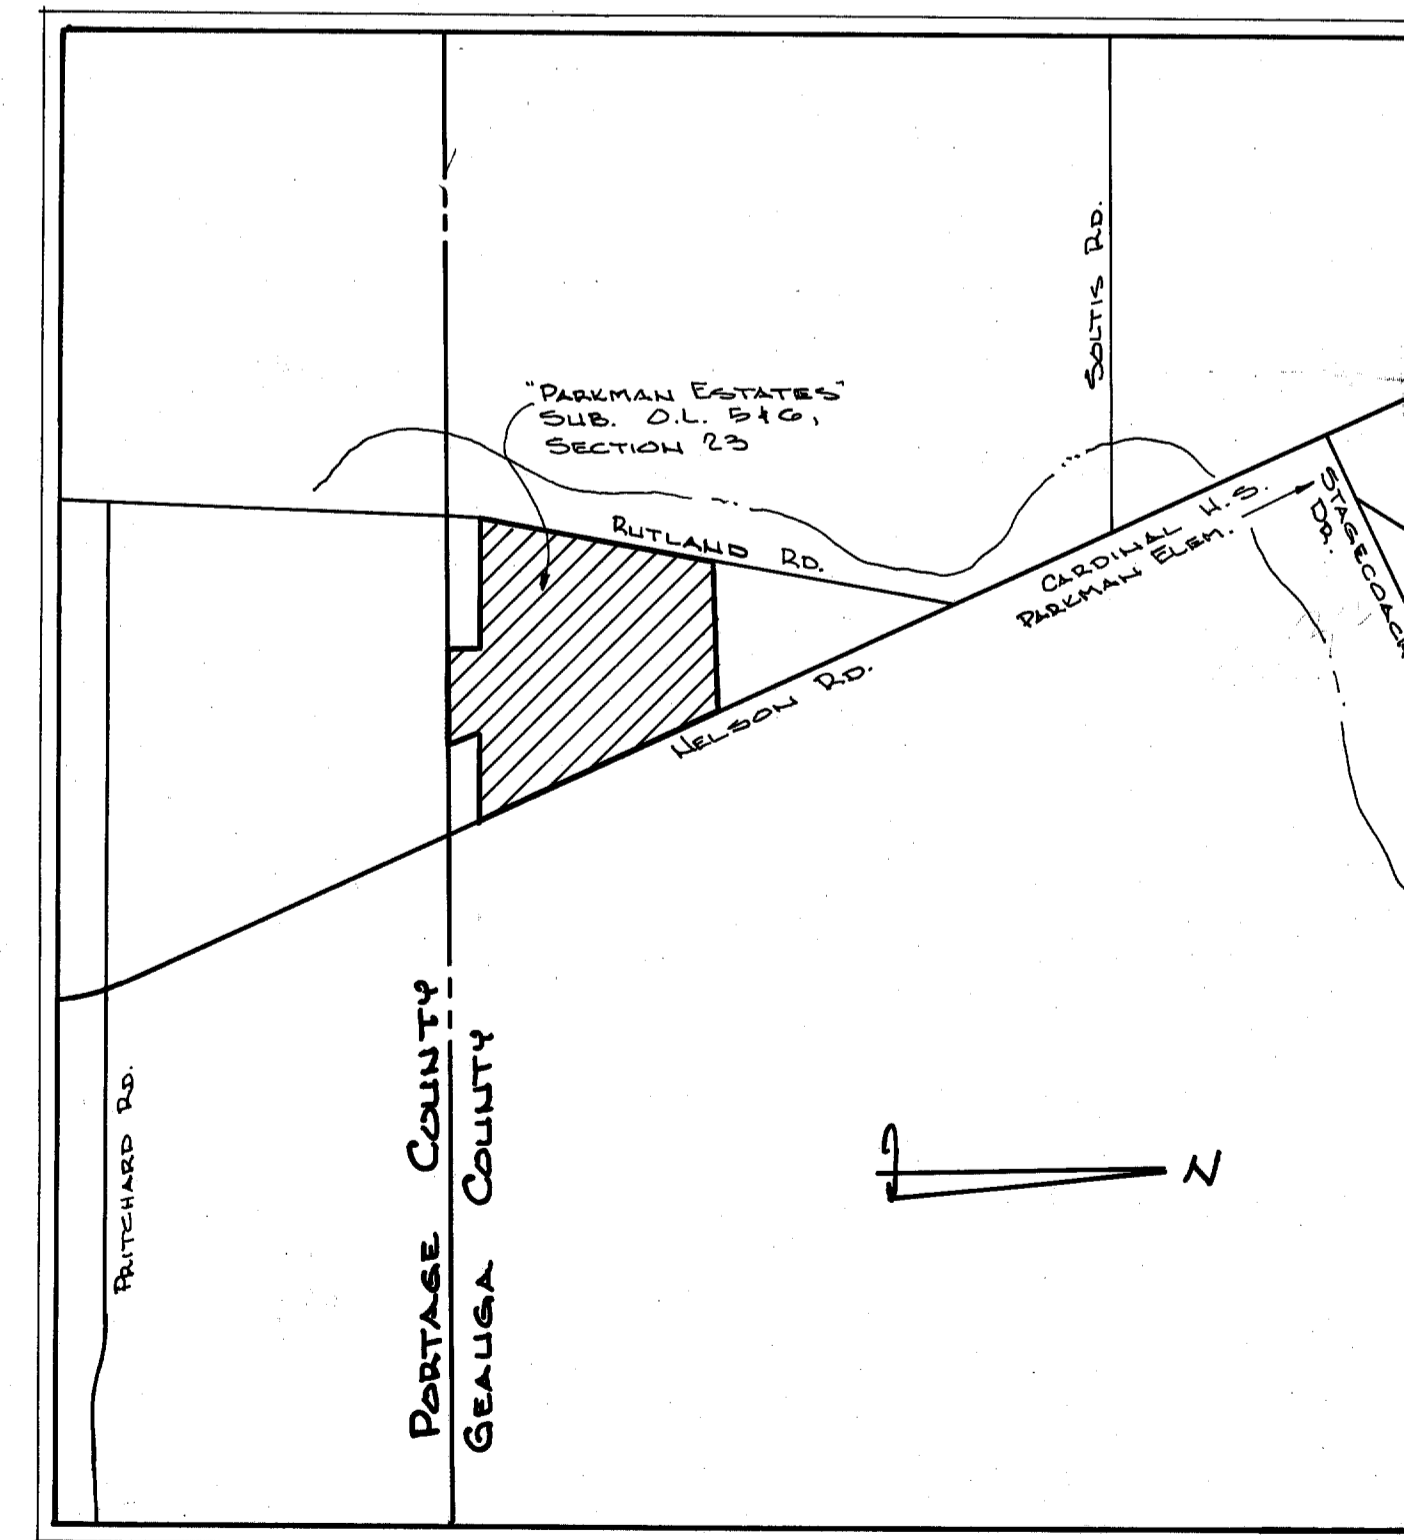 SOLTIS RD.
"PARKMAN ESTATES"
SUB. O.L. 5&6,
SECTION 23
RUTLAND RD.
CARDINAL H.S.
PARKMAN ELEM.
STAGECOACH
DR.
NELSON RD.
PRITCHARD RD.
PORTAGE COUNTY
GEAUGA COUNTY
N